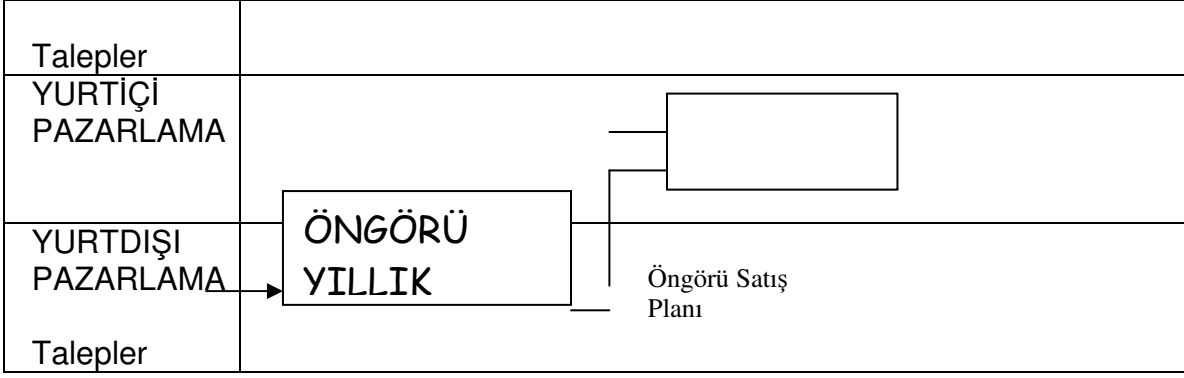 Talepler
YURTİÇİ
PAZARLAMA
YURTDIŞI
PAZARLAMA
Talepler
ÖNGÖRÜ
YILLIK
Öngörü Satış
Planı